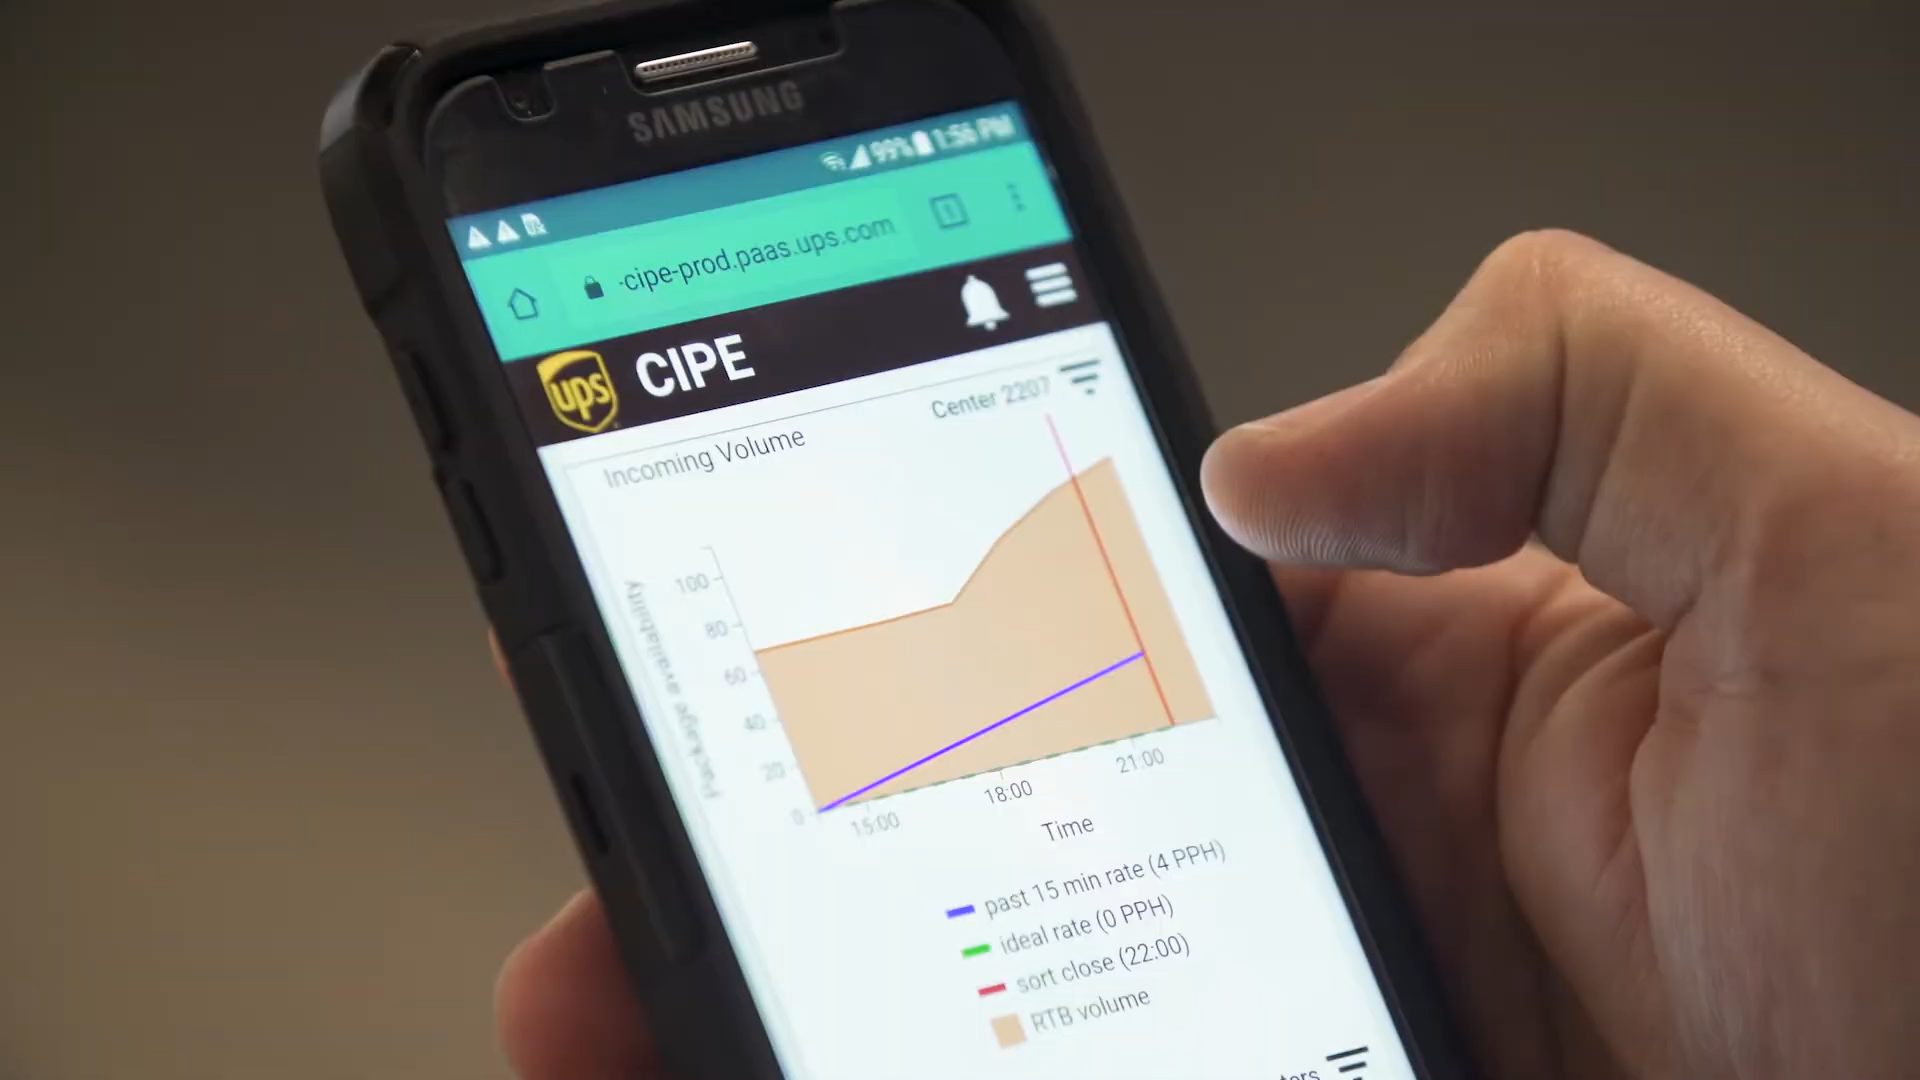 SAMSUNG
99% 1:56 PM
-cipe-prod.paas.ups.com
1
ups CIPE
Center 2207
Incoming Volume
Package availability
100
80
60
40
20
0
15:00 18:00 21:00
Time
past 15 min rate (4 PPH)
ideal rate (0 PPH)
sort close (22:00)
RTB volume